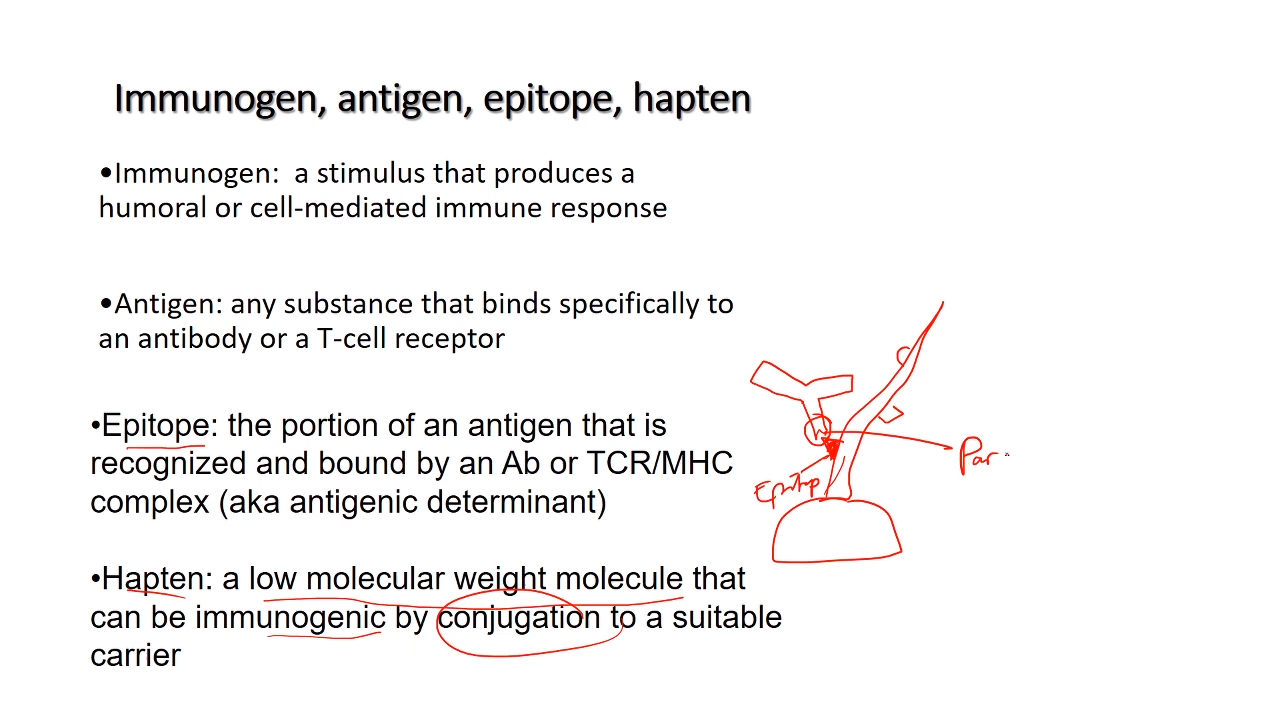 Immunogen, antigen, epitope, hapten
•Immunogen:  a stimulus that produces a
humoral or cell-mediated immune response
•Antigen: any substance that binds specifically to
an antibody or a T-cell receptor
•Epitope: the portion of an antigen that is
recognized and bound by an Ab or TCR/MHC
complex (aka antigenic determinant)
Par
Epitop
•Hapten: a low molecular weight molecule that
can be immunogenic by conjugation to a suitable
carrier